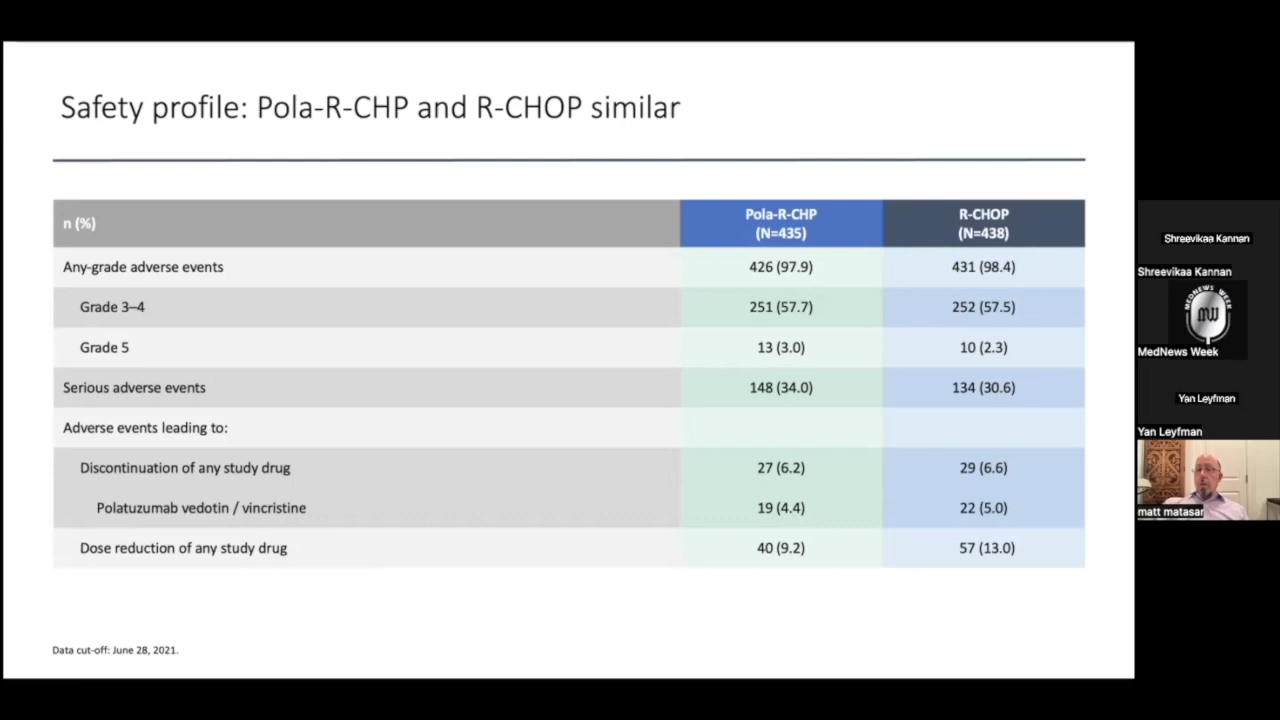 Safety profile: Pola-R-CHP and R-CHOP similar
n (%)
Pola-R-CHP
(N=435)
R-CHOP
(N=438)
Any-grade adverse events 426 (97.9) 431 (98.4)
Grade 3–4 251 (57.7) 252 (57.5)
Grade 5 13 (3.0) 10 (2.3)
Serious adverse events 148 (34.0) 134 (30.6)
Adverse events leading to:
Discontinuation of any study drug 27 (6.2) 29 (6.6)
Polatuzumab vedotin / vincristine 19 (4.4) 22 (5.0)
Dose reduction of any study drug 40 (9.2) 57 (13.0)
Data cut-off: June 28, 2021.
Shreevikaa Kannan
Shreevikaa Kannan
MEDNEWS WEEK
MW
MedNews Week
Yan Leyfman
Yan Leyfman
matt matasar